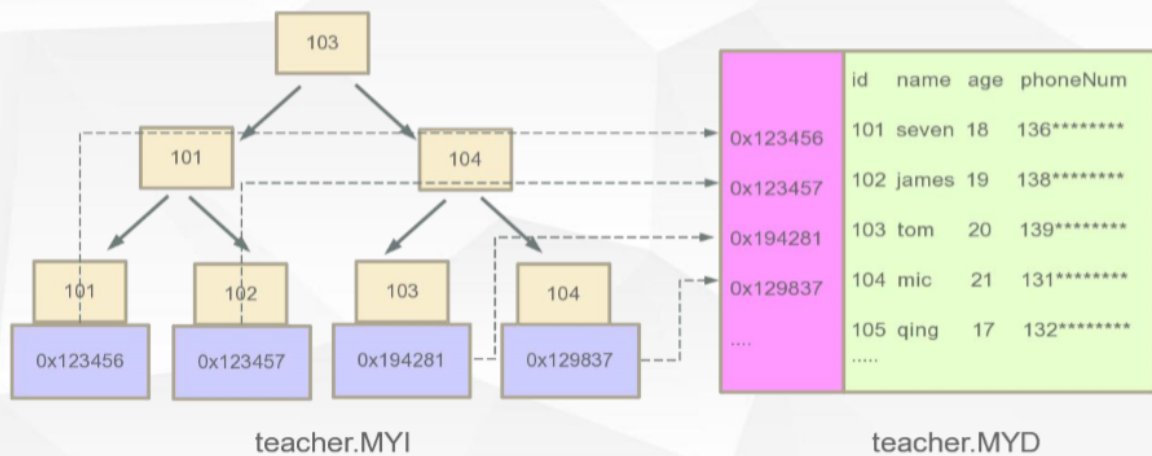 103
101
104
101
102
103
104
0x123456
0x123457
0x194281
0x129837
teacher.MYI
id name age phoneNum
0x123456 101 seven 18 136********
0x123457 102 james 19 138********
0x194281 103 tom 20 139********
0x129837 104 mic 21 131********
.... 105 qing 17 132********
.....
teacher.MYD